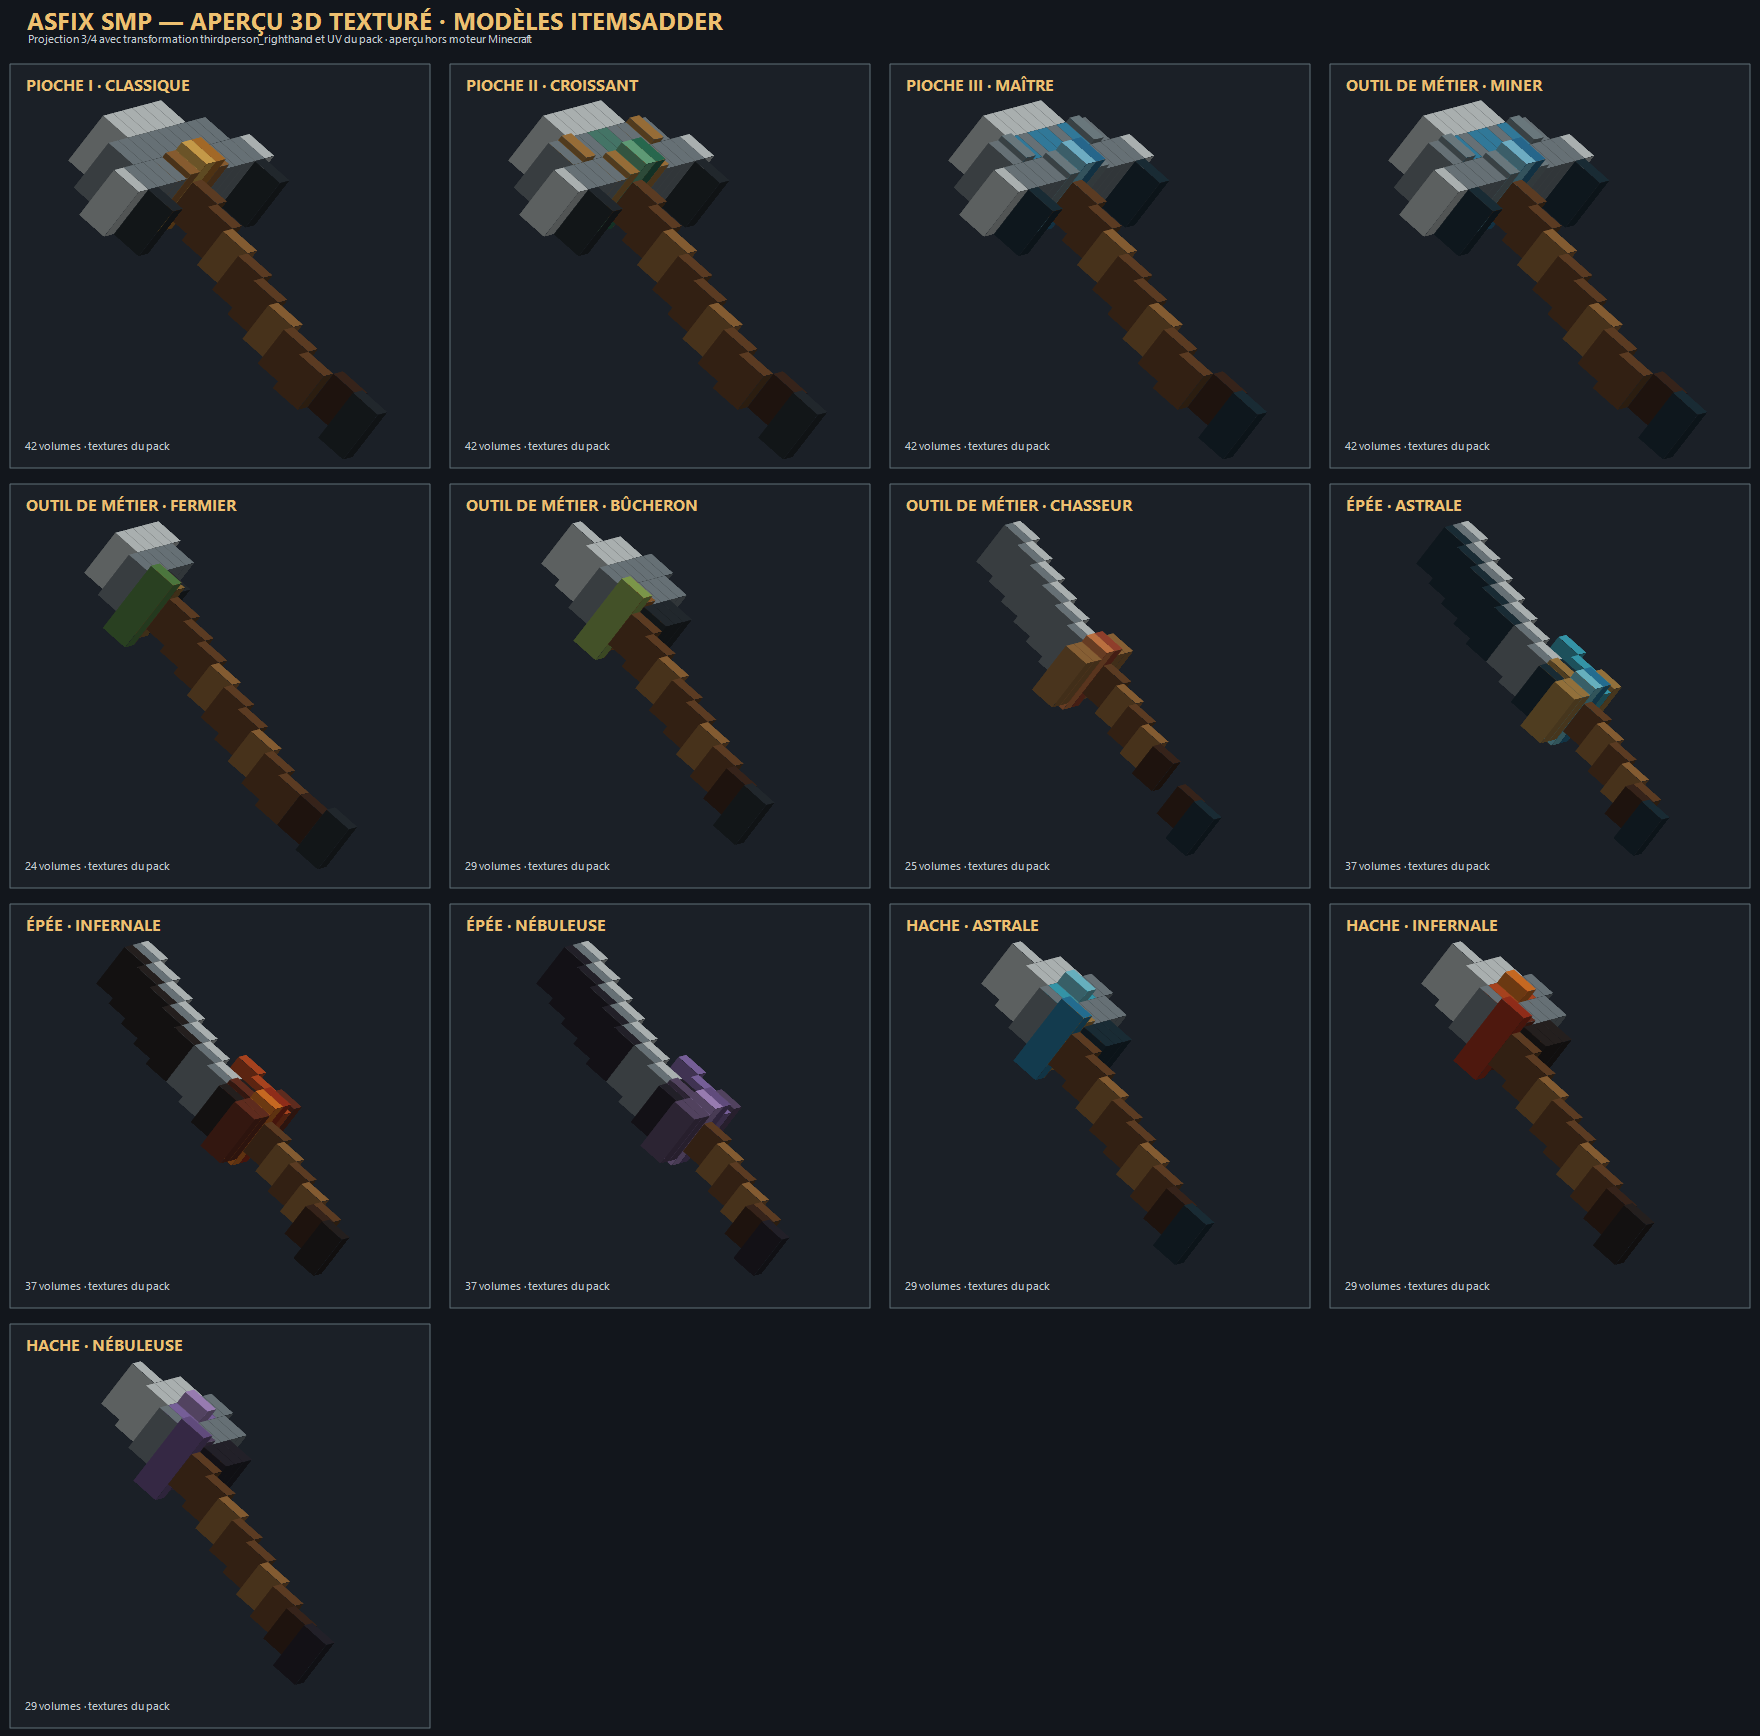 ASFIX SMP — APERÇU 3D TEXTURÉ · MODÈLES ITEMSADDER
Projection 3/4 avec transformation thirdperson_righthand et UV du pack · aperçu hors moteur Minecraft
PIOCHE I · CLASSIQUE
42 volumes · textures du pack
PIOCHE II · CROISSANT
42 volumes · textures du pack
PIOCHE III · MAÎTRE
42 volumes · textures du pack
OUTIL DE MÉTIER · MINER
42 volumes · textures du pack
OUTIL DE MÉTIER · FERMIER
24 volumes · textures du pack
OUTIL DE MÉTIER · BÛCHERON
29 volumes · textures du pack
OUTIL DE MÉTIER · CHASSEUR
25 volumes · textures du pack
ÉPÉE · ASTRALE
37 volumes · textures du pack
ÉPÉE · INFERNALE
37 volumes · textures du pack
ÉPÉE · NÉBULEUSE
37 volumes · textures du pack
HACHE · ASTRALE
29 volumes · textures du pack
HACHE · INFERNALE
29 volumes · textures du pack
HACHE · NÉBULEUSE
29 volumes · textures du pack